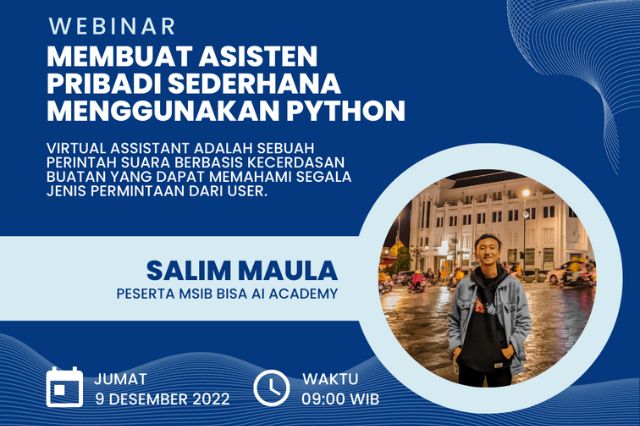 WEBINAR
MEMBUAT ASISTEN
PRIBADI SEDERHANA
MENGGUNAKAN PYTHON
VIRTUAL ASSISTANT ADALAH SEBUAH
PERINTAH SUARA BERBASIS KECERDASAN
BUATAN YANG DAPAT MEMAHAMI SEGALA
JENIS PERMINTAAN DARI USER.
SALIM MAULA
PESERTA MSIB BISA AI ACADEMY
JUMAT
9 DESEMBER 2022
WAKTU
09:00 WIB